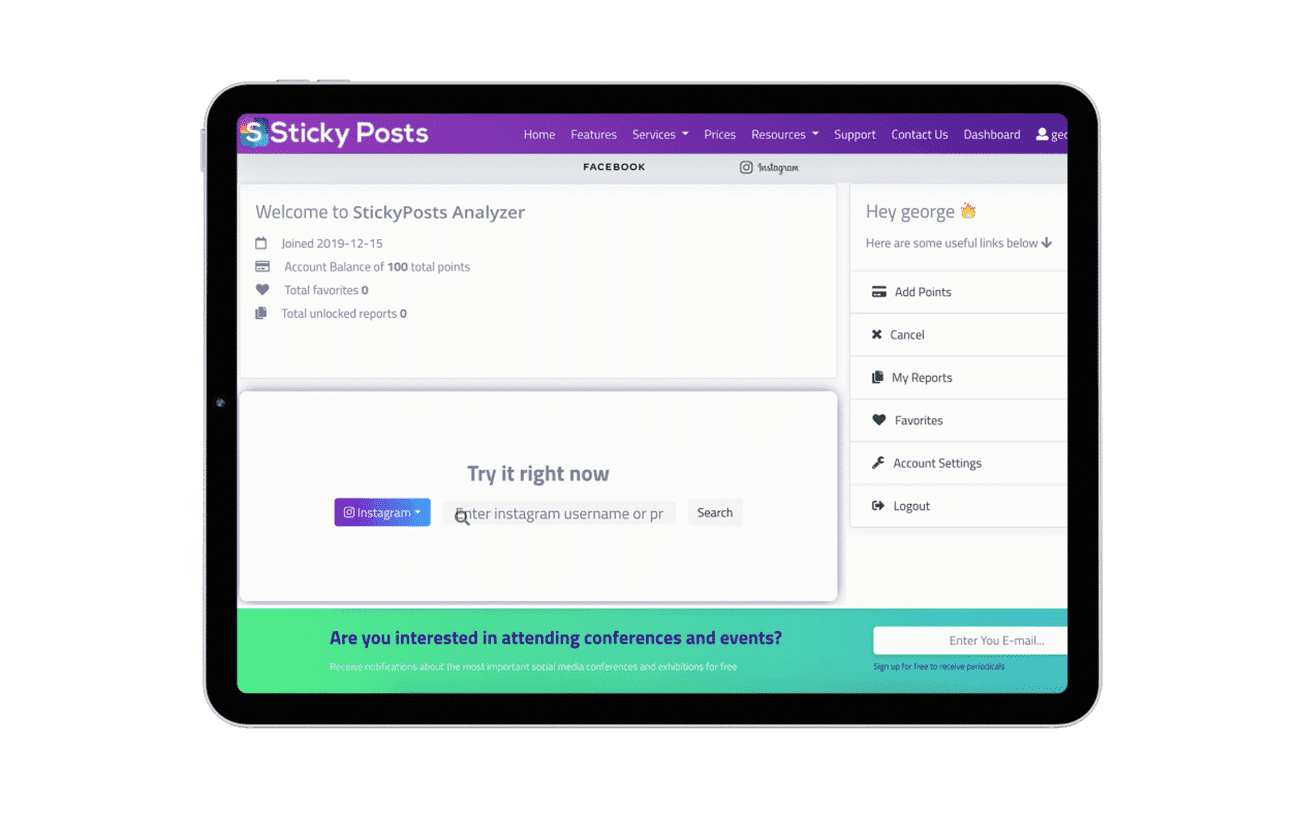 S Sticky Posts
Home Features Services Prices Resources Support Contact Us Dashboard geo
FACEBOOK Instagram
Welcome to StickyPosts Analyzer
Joined 2019-12-15
Account Balance of 100 total points
Total favorites 0
Total unlocked reports 0
Hey george
Here are some useful links below
Add Points
Cancel
My Reports
Favorites
Account Settings
Logout
Try it right now
Instagram Enter instagram username or pr Search
Are you interested in attending conferences and events?
Receive notifications about the most important social media conferences and exhibitions for free
Enter You E-mail...
Sign up for free to receive periodicals